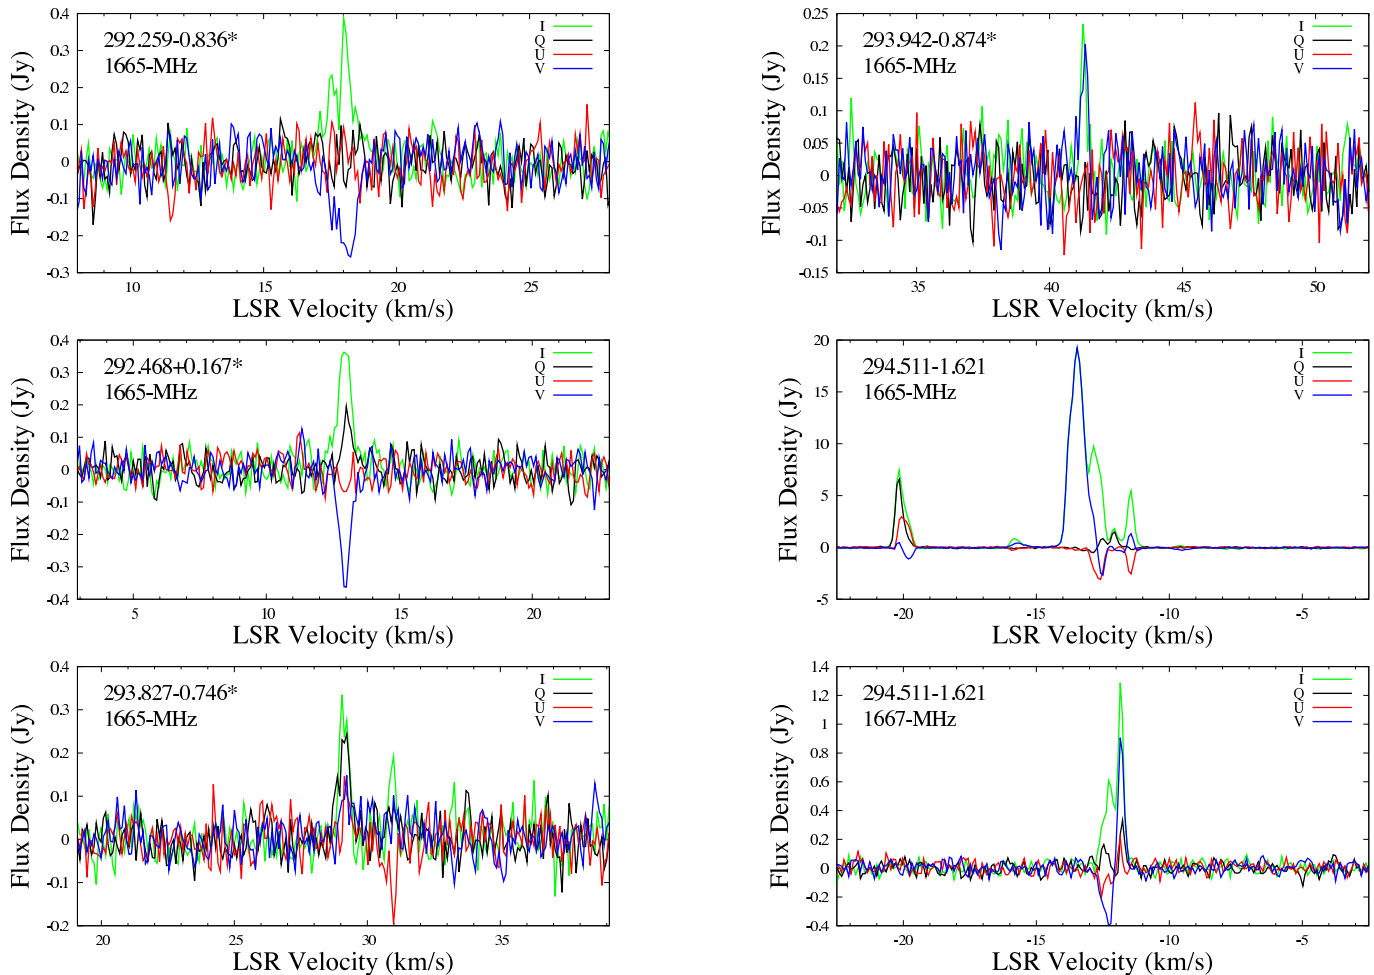 292.259-0.836*
1665-MHz
I
Q
U
V
0.4
0.3
0.2
0.1
0
-0.1
-0.2
-0.3
10
15
20
25
Flux Density (Jy)
LSR Velocity (km/s)
293.942-0.874*
1665-MHz
I
Q
U
V
0.25
0.2
0.15
0.1
0.05
0
-0.05
-0.1
-0.15
35
40
45
50
Flux Density (Jy)
LSR Velocity (km/s)
292.468+0.167*
1665-MHz
I
Q
U
V
0.4
0.3
0.2
0.1
0
-0.1
-0.2
-0.3
-0.4
5
10
15
20
Flux Density (Jy)
LSR Velocity (km/s)
294.511-1.621
1665-MHz
I
Q
U
V
20
15
10
5
0
-5
-20
-15
-10
-5
Flux Density (Jy)
LSR Velocity (km/s)
293.827-0.746*
1665-MHz
I
Q
U
V
0.4
0.3
0.2
0.1
0
-0.1
-0.2
20
25
30
35
Flux Density (Jy)
LSR Velocity (km/s)
294.511-1.621
1667-MHz
I
Q
U
V
1.4
1.2
1
0.8
0.6
0.4
0.2
0
-0.2
-0.4
-20
-15
-10
-5
Flux Density (Jy)
LSR Velocity (km/s)